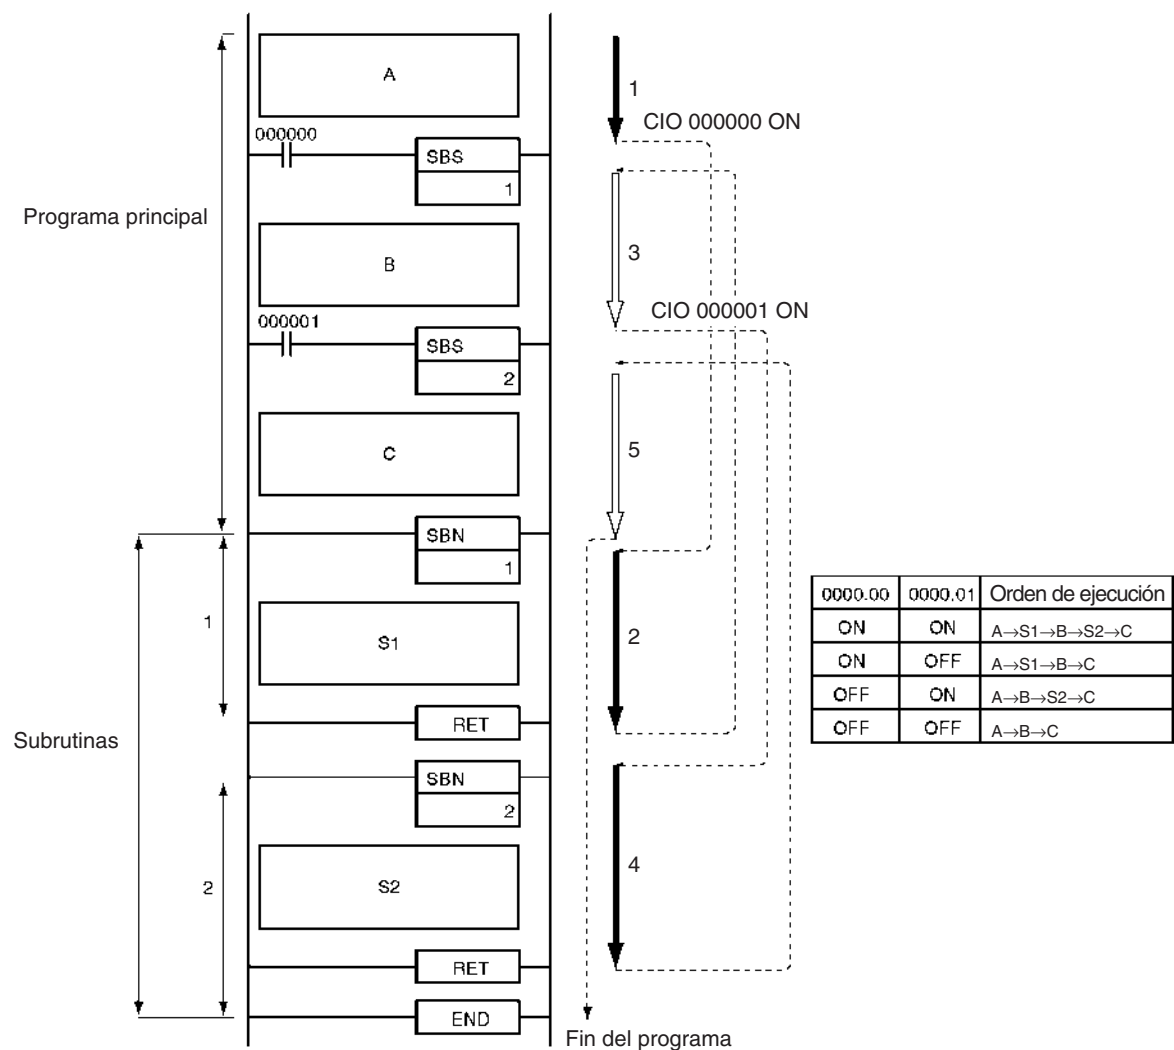 A
1
CIO 000000 ON
000000
SBS
1
Programa principal
B
3
CIO 000001 ON
000001
SBS
2
C
5
SBN
1
1
S1
2
RET
Subrutinas
SBN
2
2
S2
4
RET
END
Fin del programa
0000.00 0000.01 Orden de ejecución
ON ON A→S1→B→S2→C
ON OFF A→S1→B→C
OFF ON A→B→S2→C
OFF OFF A→B→C